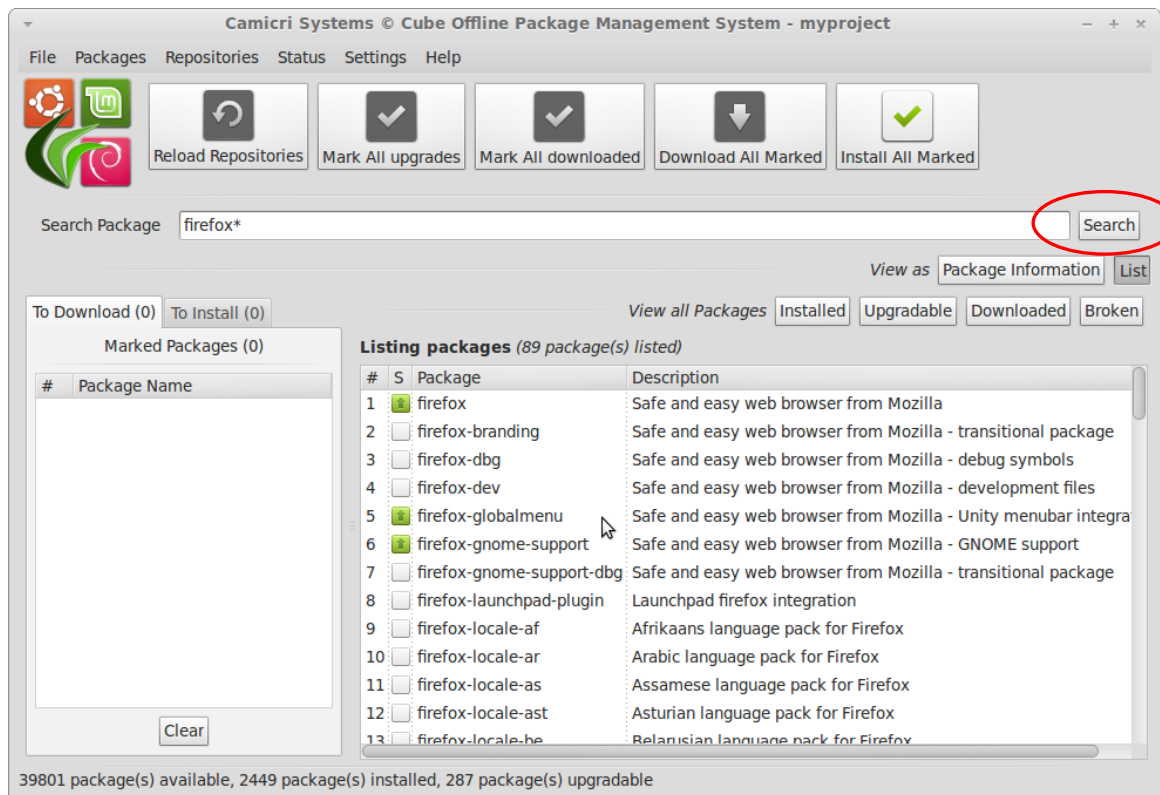 Camicri Systems © Cube Offline Package Management System - myproject
File Packages Repositories Status Settings Help
Reload Repositories Mark All upgrades Mark All downloaded Download All Marked Install All Marked
Search Package firefox* Search
View as Package Information List
To Download (0) To Install (0) View all Packages Installed Upgradable Downloaded Broken
Marked Packages (0) Listing packages (89 package(s) listed)
# Package Name # S Package Description
1 firefox Safe and easy web browser from Mozilla
2 firefox-branding Safe and easy web browser from Mozilla - transitional package
3 firefox-dbg Safe and easy web browser from Mozilla - debug symbols
4 firefox-dev Safe and easy web browser from Mozilla - development files
5 firefox-globalmenu Safe and easy web browser from Mozilla - Unity menubar integra
6 firefox-gnome-support Safe and easy web browser from Mozilla - GNOME support
7 firefox-gnome-support-dbg Safe and easy web browser from Mozilla - transitional package
8 firefox-launchpad-plugin Launchpad firefox integration
9 firefox-locale-af Afrikaans language pack for Firefox
10 firefox-locale-ar Arabic language pack for Firefox
11 firefox-locale-as Assamese language pack for Firefox
12 firefox-locale-ast Asturian language pack for Firefox
13 firefox-locale-be Belarusian language pack for Firefox
Clear
39801 package(s) available, 2449 package(s) installed, 287 package(s) upgradable